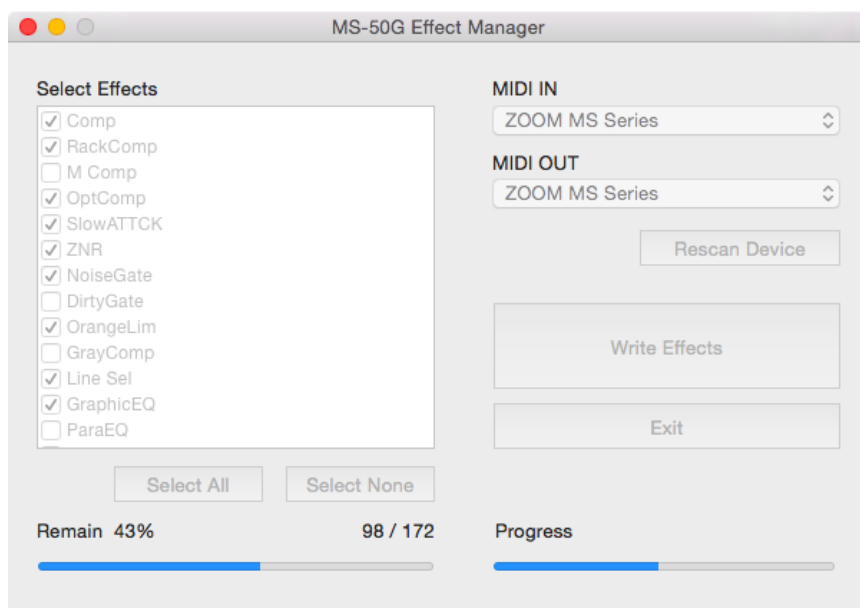 MS-50G Effect Manager
Select Effects
Comp
RackComp
M Comp
OptComp
SlowATTCK
ZNR
NoiseGate
DirtyGate
OrangeLim
GrayComp
Line Sel
GraphicEQ
ParaEQ
Select All
Select None
Remain 43%
98 / 172
MIDI IN
ZOOM MS Series
MIDI OUT
ZOOM MS Series
Rescan Device
Write Effects
Exit
Progress